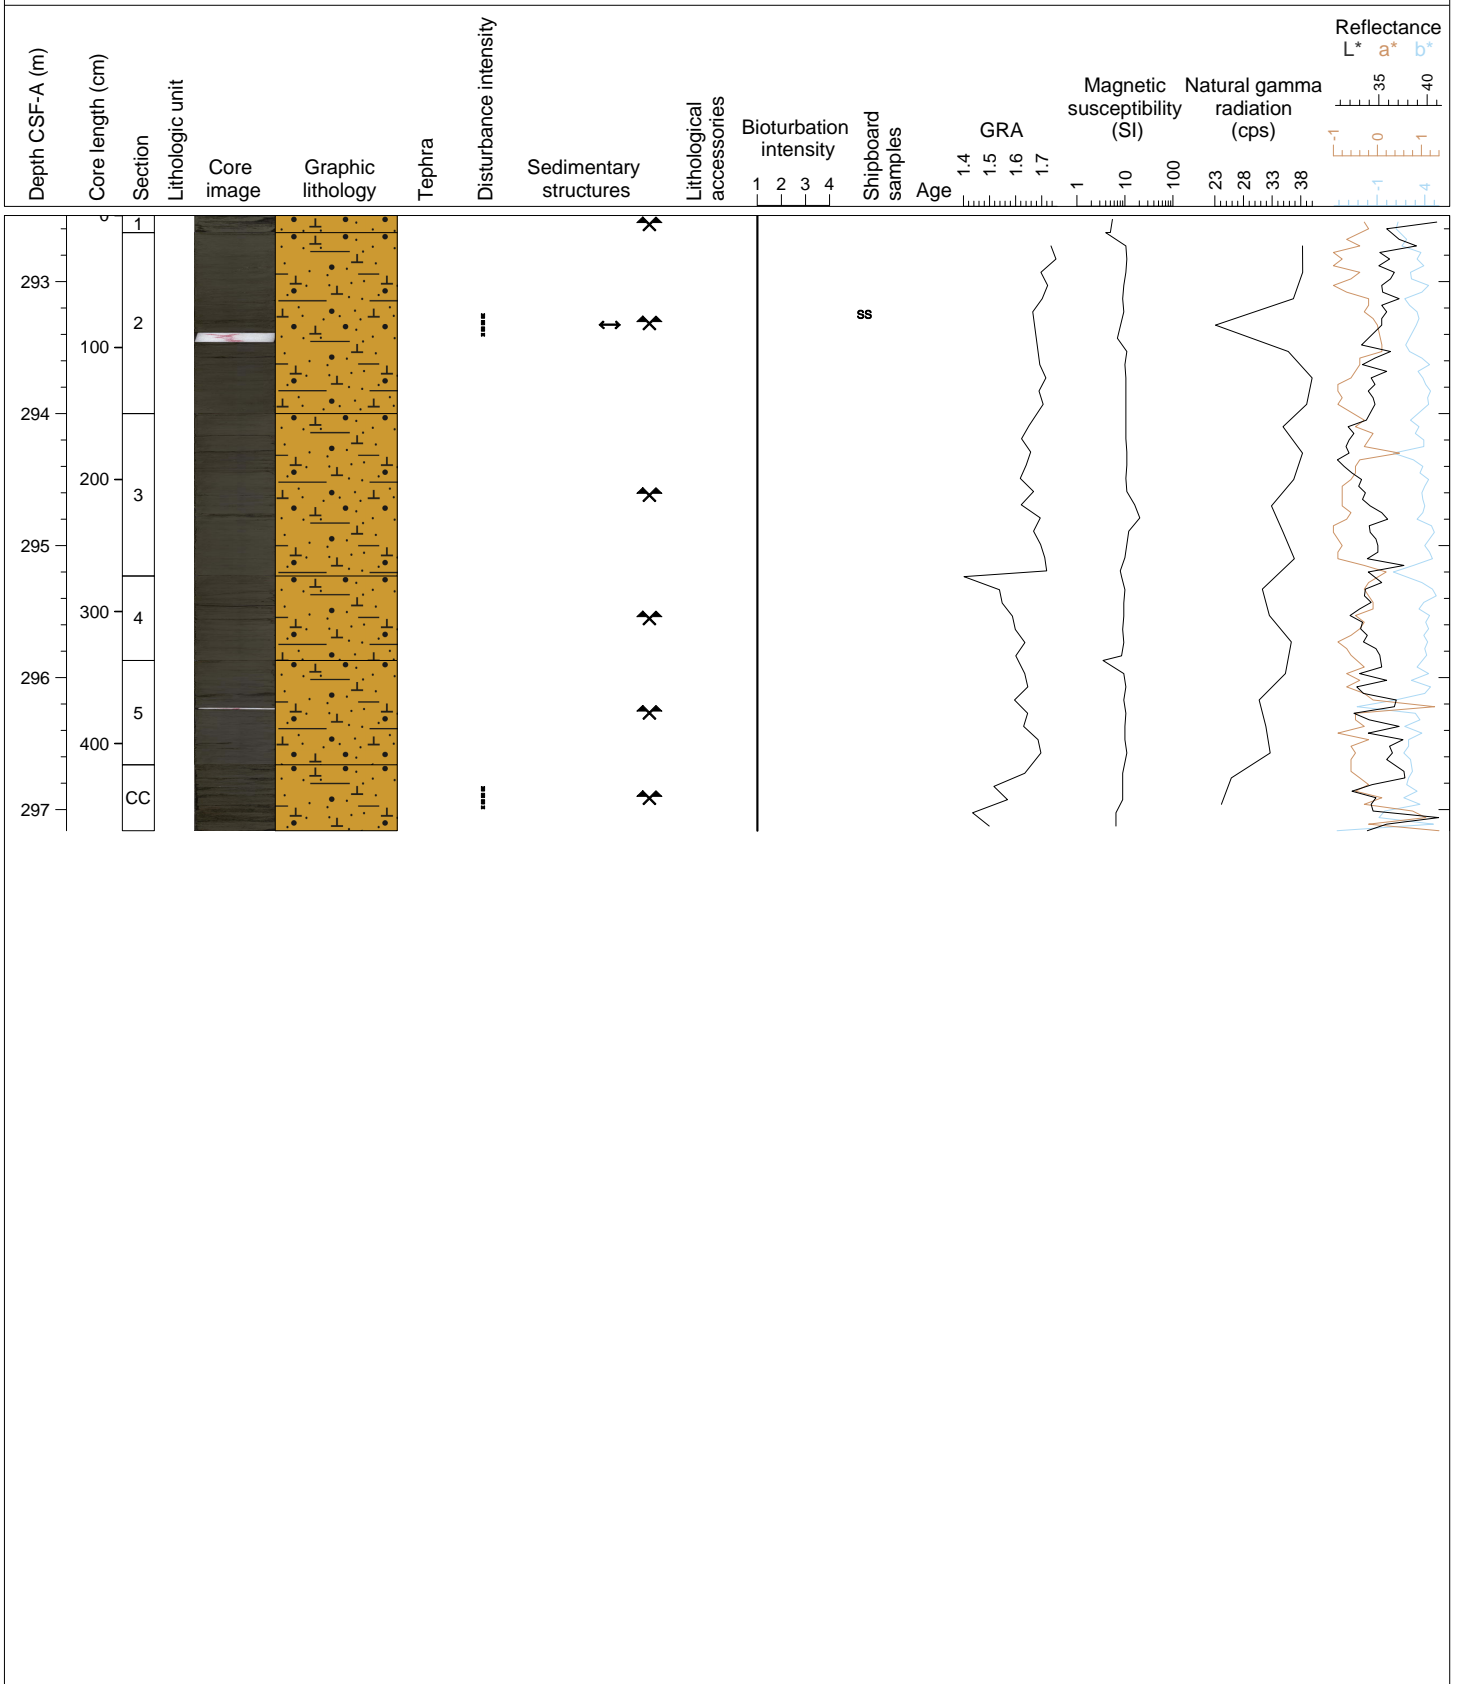 Depth CSF-A (m)
Core length (cm)
Section
Lithologic unit
Core
image
Graphic
lithology
Tephra
Disturbance intensity
Sedimentary
structures
Lithological
accessories
Bioturbation
intensity
1 2 3 4
Shipboard
samples
Age
GRA
1.4 1.5 1.6 1.7
Magnetic
susceptibility
(SI)
1 10 100
Natural gamma
radiation
(cps)
23 28 33 38
Reflectance
L* a* b*
35 40
-1 0 1
-1 4
0
1
293
2
ss
100
294
200
3
295
300
4
296
5
400
CC
297